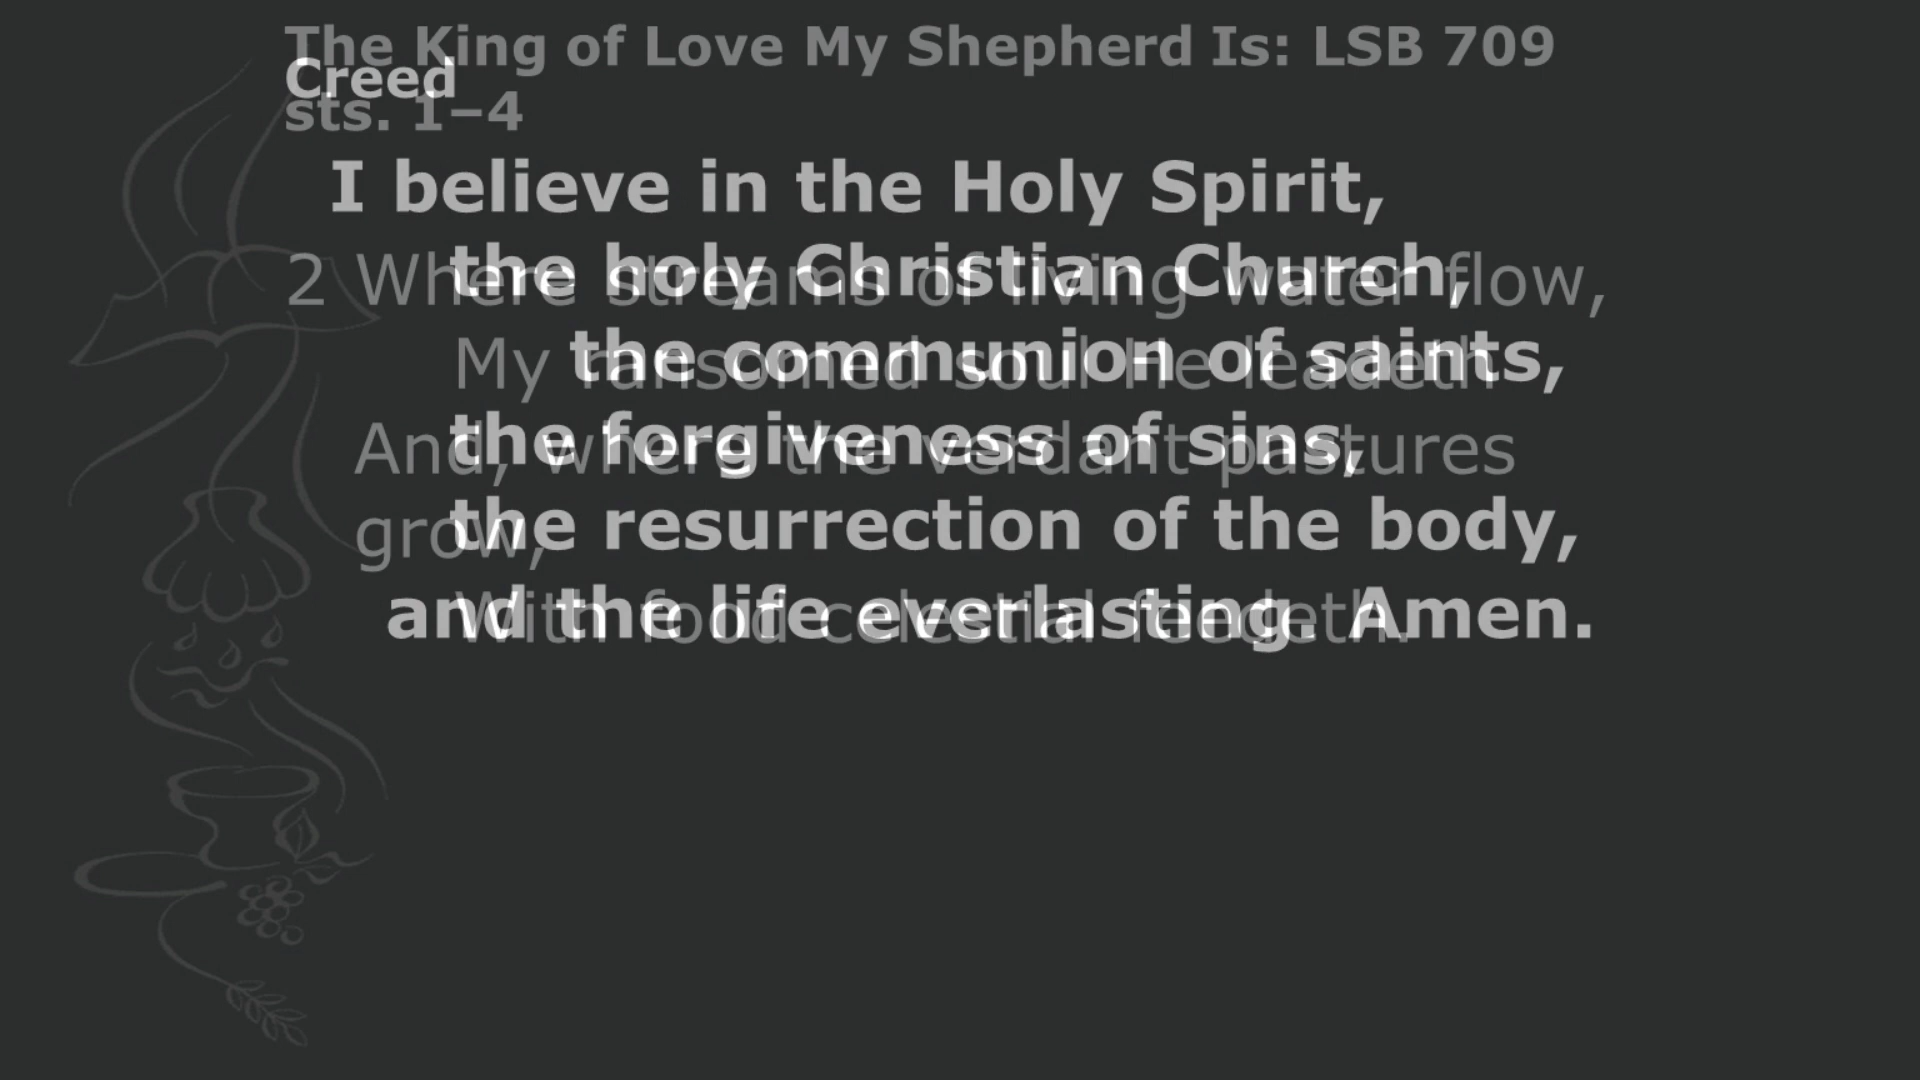 The King of Love My Shepherd Is: LSB 709
Creed
sts. 1–4
I believe in the Holy Spirit,
the holy Christian Church,
2 Where streams of living water flow,
the communion of saints,
My ransomed soul He leadeth
the forgiveness of sins,
And, where the verdant pastures
the resurrection of the body,
grow,
and the life everlasting. Amen.
With food celestial feedeth.